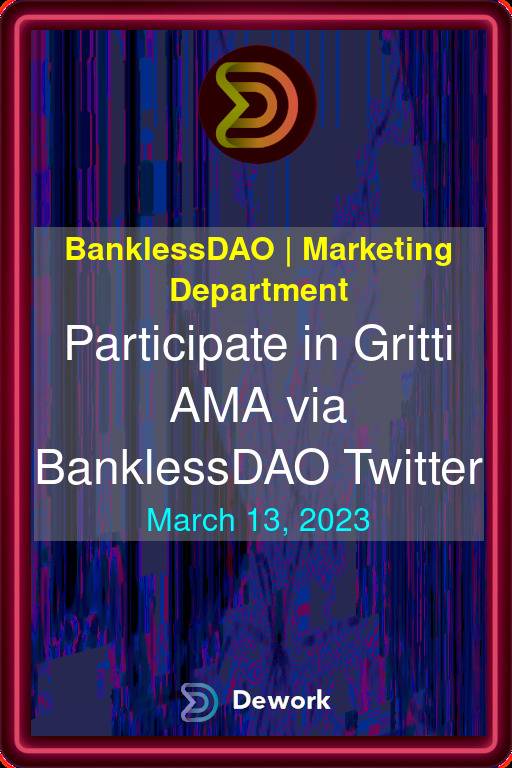 BanklessDAO | Marketing
Department
Participate in Gritti
AMA via
BanklessDAO Twitter
March 13, 2023
Dework